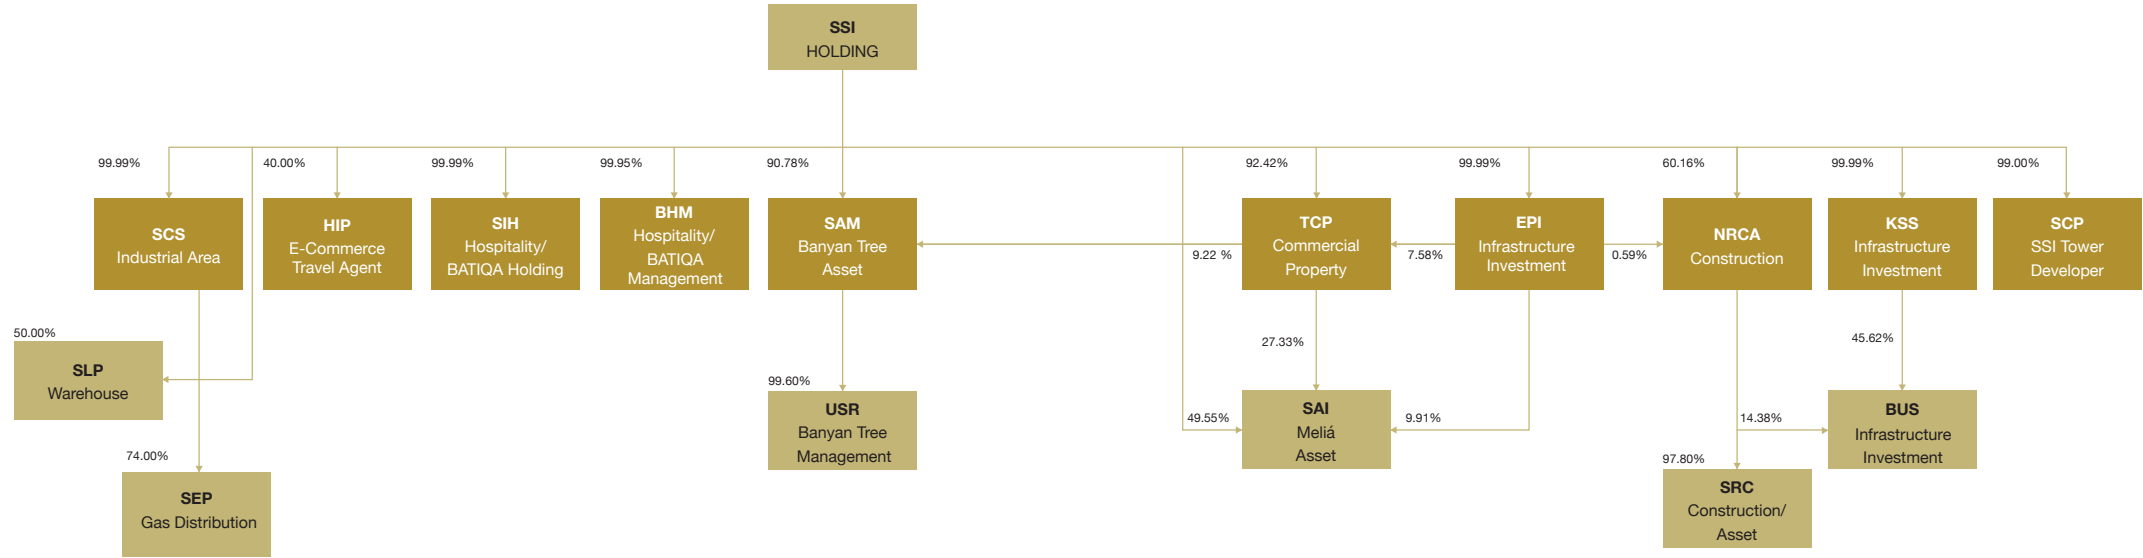 SSI
HOLDING
99.99%
40.00%
99.99%
99.95%
90.78%
92.42%
99.99%
60.16%
99.99%
99.00%
SCS
Industrial Area
HIP
E-Commerce
Travel Agent
SIH
Hospitality/
BATIQA Holding
BHM
Hospitality/
BATIQA
Management
SAM
Banyan Tree
Asset
9.22 %
TCP
Commercial
Property
7.58%
EPI
Infrastructure
Investment
0.59%
NRCA
Construction
KSS
Infrastructure
Investment
SCP
SSI Tower
Developer
50.00%
SLP
Warehouse
27.33%
45.62%
99.60%
USR
Banyan Tree
Management
49.55%
SAI
Meliá
Asset
9.91%
14.38%
BUS
Infrastructure
Investment
74.00%
SEP
Gas Distribution
97.80%
SRC
Construction/
Asset